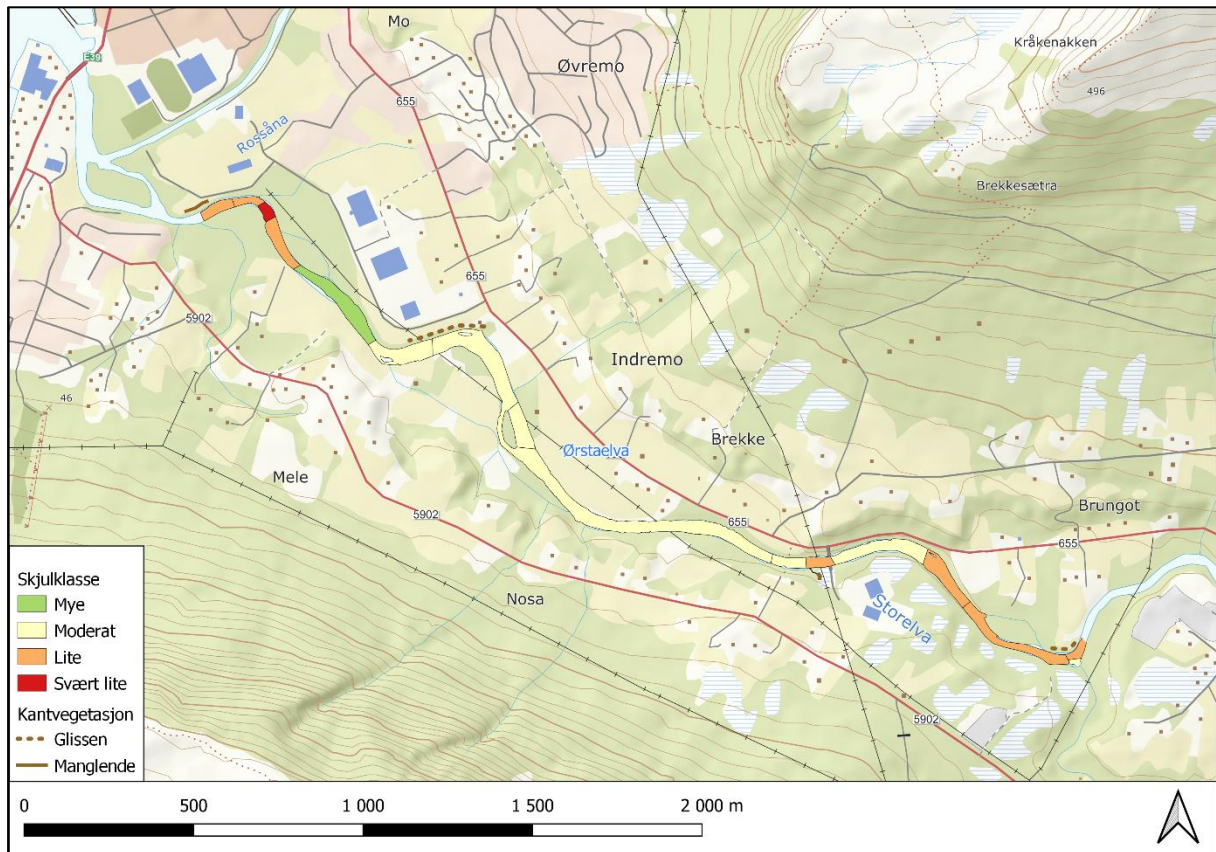 Mo
Øvremo
Kråkenakken
E39
655
496
Rossåna
Brekkesætra
655
5902
Indremo
46
Brekke
Ørstaelva
Mele
5902
655
Brungot
655
Nosa
Storelva
5902
Skjulklasse
Mye
Moderat
Lite
Svært lite
Kantvegetasjon
Glissen
Manglende
0 500 1 000 1 500 2 000 m